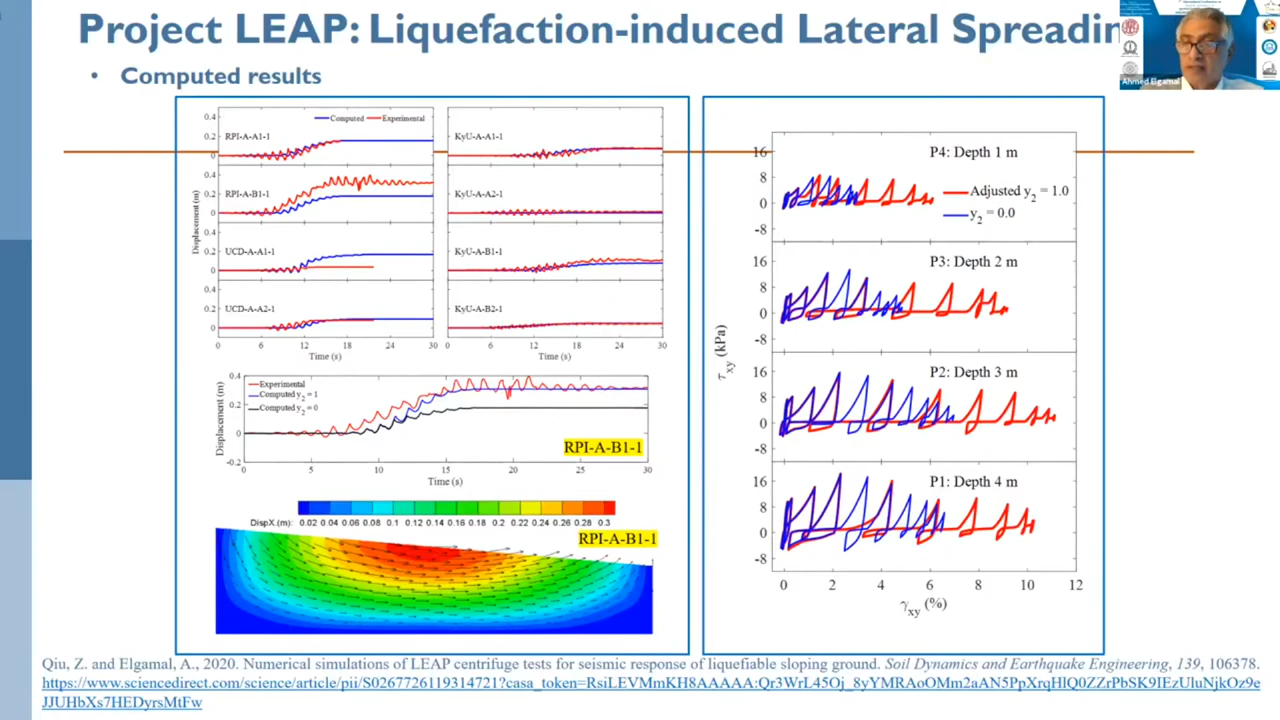 Project LEAP: Liquefaction-induced Lateral Spreadin
Ahmed Elgamal
• Computed results
0.4
0.2
0
RPI-A-A1-1
Computed
Experimental
KyU-A-A1-1
0.4
0.2
0
RPI-A-B1-1
KyU-A-A2-1
Displacement (m)
0.4
0.2
0
UCD-A-A1-1
KyU-A-B1-1
0.4
0.2
0
UCD-A-A2-1
KyU-A-B2-1
0 6 12 18 24 30
Time (s)
0 6 12 18 24 30
Time (s)
0.4
0.2
0
-0.2
Displacement (m)
Experimental
Computed y2 = 1
Computed y2 = 0
RPI-A-B1-1
0 5 10 15 20 25 30
Time (s)
DispX.(m): 0.02 0.04 0.06 0.08 0.1 0.12 0.14 0.16 0.18 0.2 0.22 0.24 0.26 0.28 0.3
RPI-A-B1-1
16
8
0
-8
P4: Depth 1 m
Adjusted y2 = 1.0
y2 = 0.0
16
8
0
-8
P3: Depth 2 m
τxy (kPa)
16
8
0
-8
P2: Depth 3 m
16
8
0
-8
P1: Depth 4 m
0 2 4 6 8 10 12
γxy (%)
Qiu, Z. and Elgamal, A., 2020. Numerical simulations of LEAP centrifuge tests for seismic response of liquefiable sloping ground. Soil Dynamics and Earthquake Engineering, 139, 106378.
https://www.sciencedirect.com/science/article/pii/S0267726119314721?casa_token=RsiLEVMmKH8AAAAA:Qr3WrL45Oj_8yYMRAoOMm2aAN5PpXrqHlQ0ZZrPbSK9IEzUluNjkOz9e
JJUHbXs7HEDyrsMtFw